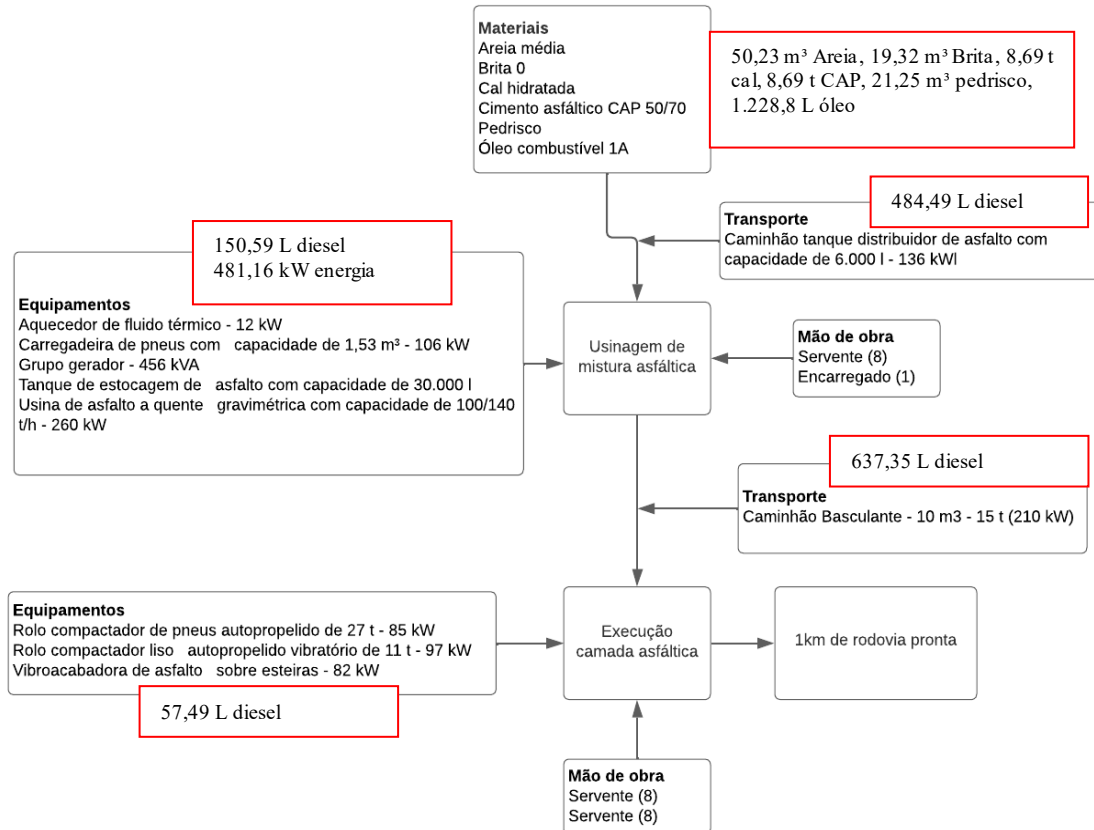 Materiais
Areia média
Brita 0
Cal hidratada
Cimento asfáltico CAP 50/70
Pedrisco
Óleo combustível 1A
50,23 m³ Areia, 19,32 m³ Brita, 8,69 t
cal, 8,69 t CAP, 21,25 m³ pedrisco,
1.228,8 L óleo
484,49 L diesel
Transporte
Caminhão tanque distribuidor de asfalto com
capacidade de 6.000 l - 136 kWl
150,59 L diesel
481,16 kW energia
Equipamentos
Aquecedor de fluido térmico - 12 kW
Carregadeira de pneus com capacidade de 1,53 m³ - 106 kW
Grupo gerador - 456 kVA
Tanque de estocagem de asfalto com capacidade de 30.000 l
Usina de asfalto a quente gravimétrica com capacidade de 100/140
t/h - 260 kW
Usinagem de
mistura asfáltica
Mão de obra
Servente (8)
Encarregado (1)
637,35 L diesel
Transporte
Caminhão Basculante - 10 m3 - 15 t (210 kW)
Equipamentos
Rolo compactador de pneus autopropelido de 27 t - 85 kW
Rolo compactador liso autopropelido vibratório de 11 t - 97 kW
Vibroacabadora de asfalto sobre esteiras - 82 kW
57,49 L diesel
Execução
camada asfáltica
1km de rodovia pronta
Mão de obra
Servente (8)
Servente (8)